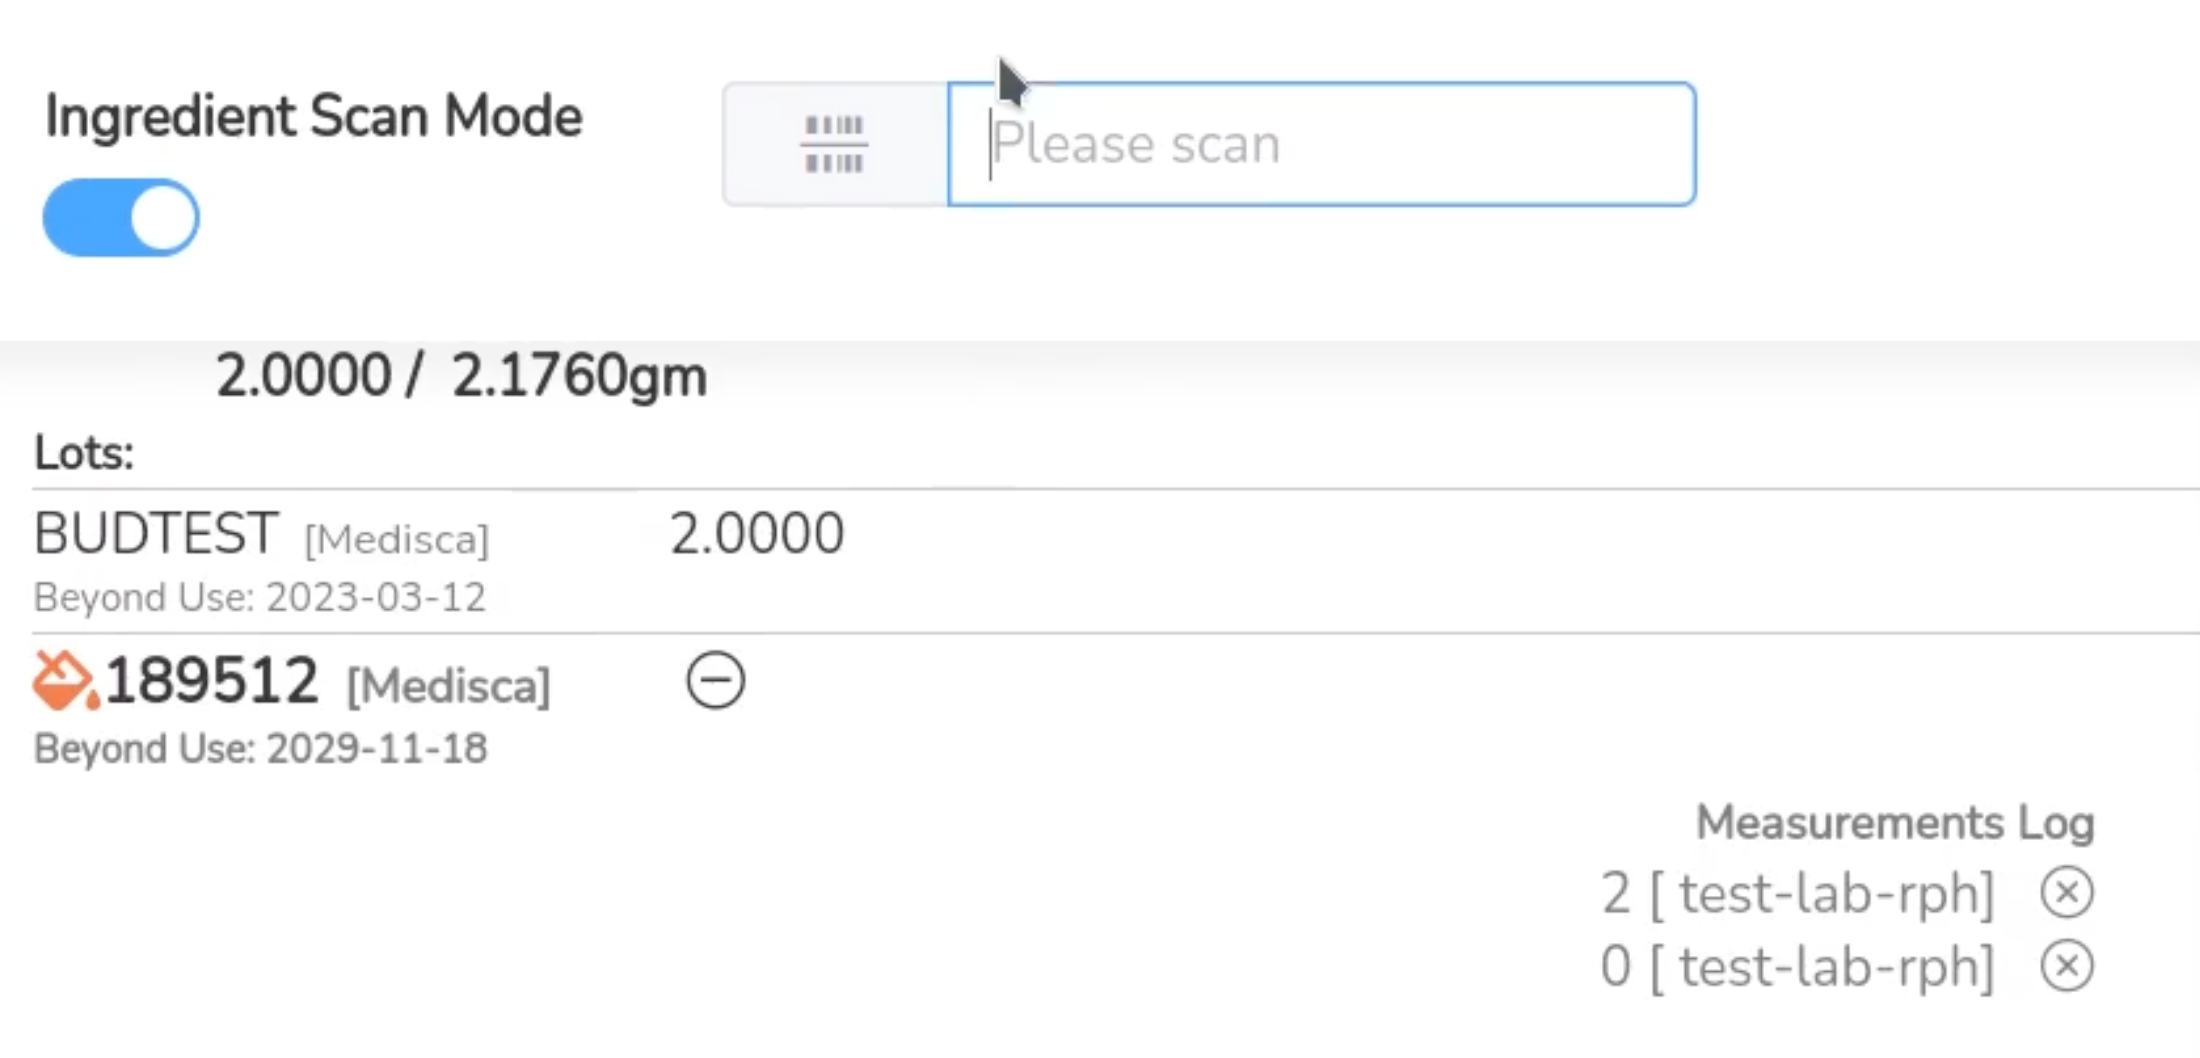 Ingredient Scan Mode
Please scan
2.0000 / 2.1760gm
Lots:
BUDTEST [Medisca] 2.0000
Beyond Use: 2023-03-12
189512 [Medisca]
Beyond Use: 2029-11-18
Measurements Log
2 [ test-lab-rph]
0 [ test-lab-rph]